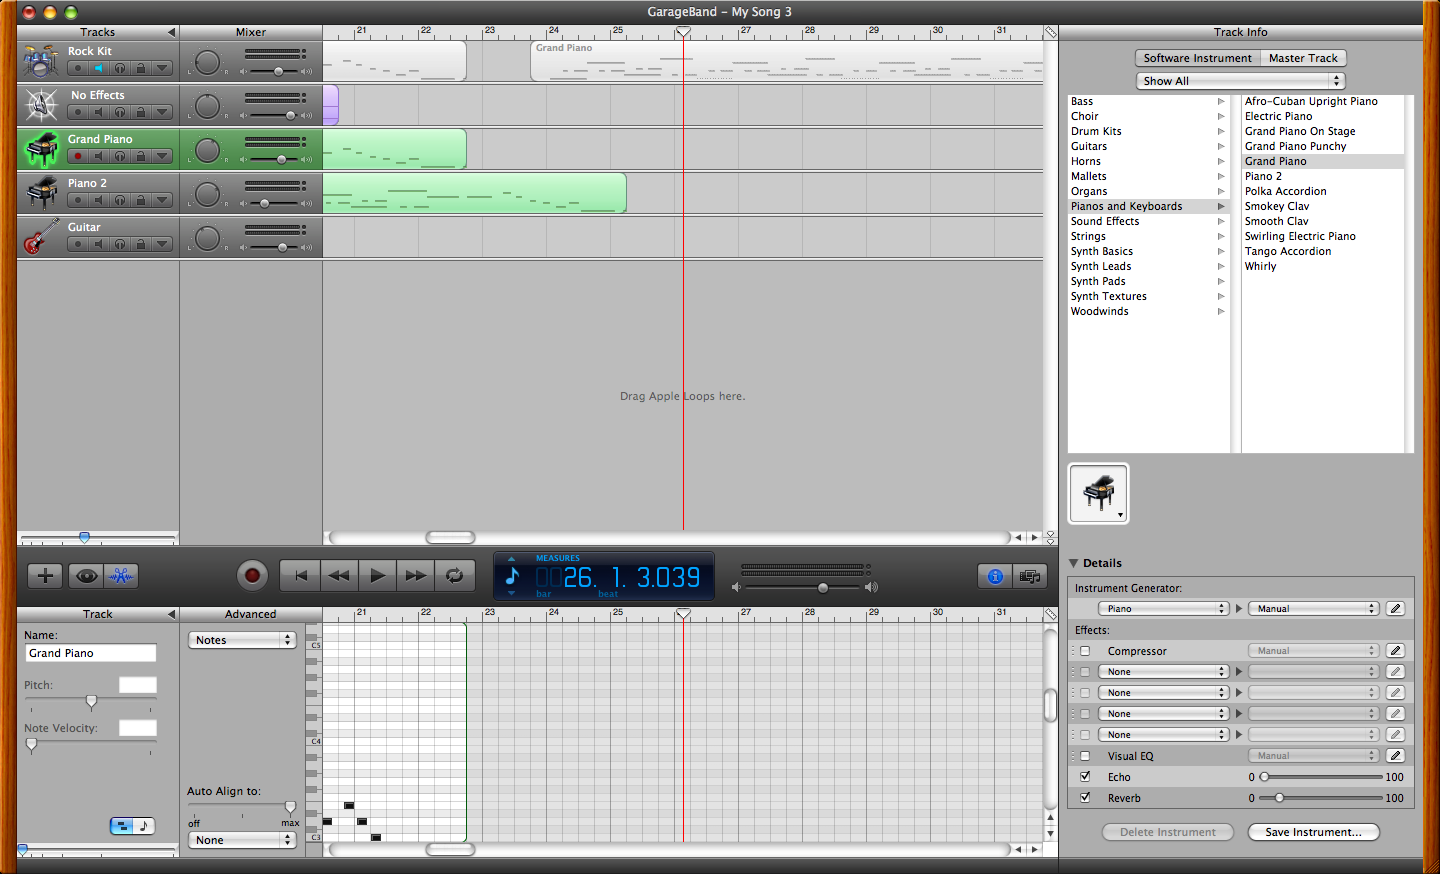 GarageBand – My Song 3
Tracks
Mixer
21 22 23 24 25 26 27 28 29 30 31
Track Info
Rock Kit
L R
Grand Piano
No Effects
L R
Grand Piano
L R
Piano 2
L R
Guitar
L R
Drag Apple Loops here.
Software Instrument Master Track
Show All
Bass
Choir
Drum Kits
Guitars
Horns
Mallets
Organs
Pianos and Keyboards
Sound Effects
Strings
Synth Basics
Synth Leads
Synth Pads
Synth Textures
Woodwinds
Afro-Cuban Upright Piano
Electric Piano
Grand Piano On Stage
Grand Piano Punchy
Grand Piano
Piano 2
Polka Accordion
Smokey Clav
Smooth Clav
Swirling Electric Piano
Tango Accordion
Whirly
MEASURES
0026. 1. 3.039
bar beat
Track
Advanced
21 22 23 24 25 26 27 28 29 30 31
Name:
Grand Piano
Pitch:
Note Velocity:
Notes
Auto Align to:
off max
None
C5
C4
C3
Details
Instrument Generator:
Piano Manual
Effects:
Compressor Manual
None
None
None
None
Visual EQ Manual
Echo 0 100
Reverb 0 100
Delete Instrument Save Instrument...